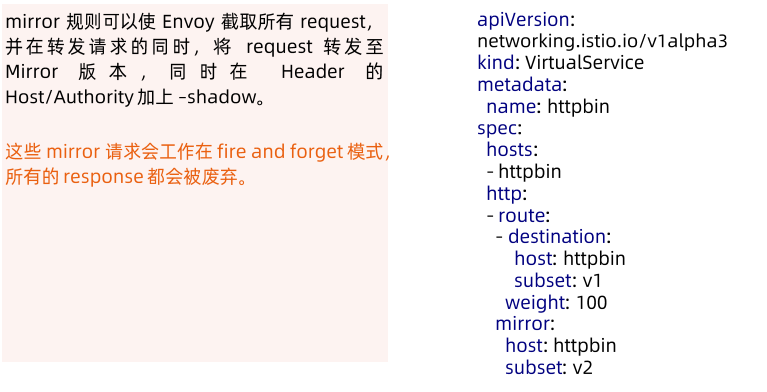 mirror 规则可以使 Envoy 截取所有 request，
并在转发请求的同时，将 request 转发至
Mirror 版本，同时在 Header 的
Host/Authority 加上 -shadow。
这些 mirror 请求会工作在 fire and forget 模式，
所有的 response 都会被废弃。
apiVersion:
networking.istio.io/v1alpha3
kind: VirtualService
metadata:
  name: httpbin
spec:
  hosts:
  - httpbin
  http:
  - route:
    - destination:
        host: httpbin
        subset: v1
      weight: 100
    mirror:
      host: httpbin
      subset: v2